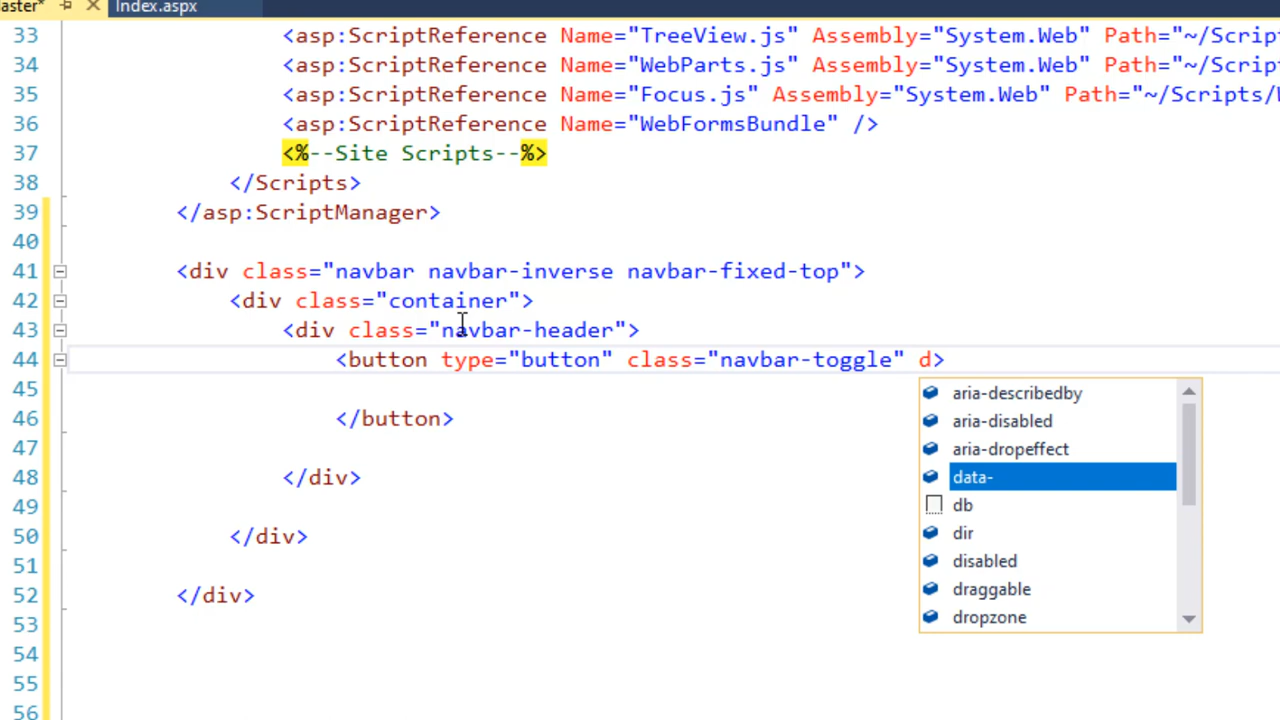 aster* Index.aspx
33 <asp:ScriptReference Name="TreeView.js" Assembly="System.Web" Path="~/Script
34 <asp:ScriptReference Name="WebParts.js" Assembly="System.Web" Path="~/Script
35 <asp:ScriptReference Name="Focus.js" Assembly="System.Web" Path="~/Scripts/W
36 <asp:ScriptReference Name="WebFormsBundle" />
37 <%--Site Scripts--%>
38 </Scripts>
39 </asp:ScriptManager>
40
41 <div class="navbar navbar-inverse navbar-fixed-top">
42 <div class="container">
43 <div class="navbar-header">
44 <button type="button" class="navbar-toggle" d>
45 aria-describedby
aria-disabled
46 </button>
aria-dropeffect
47 data-
48 </div>
49 db
50 </div>
dir
51 disabled
52 </div>
draggable
53 dropzone
54
55
56